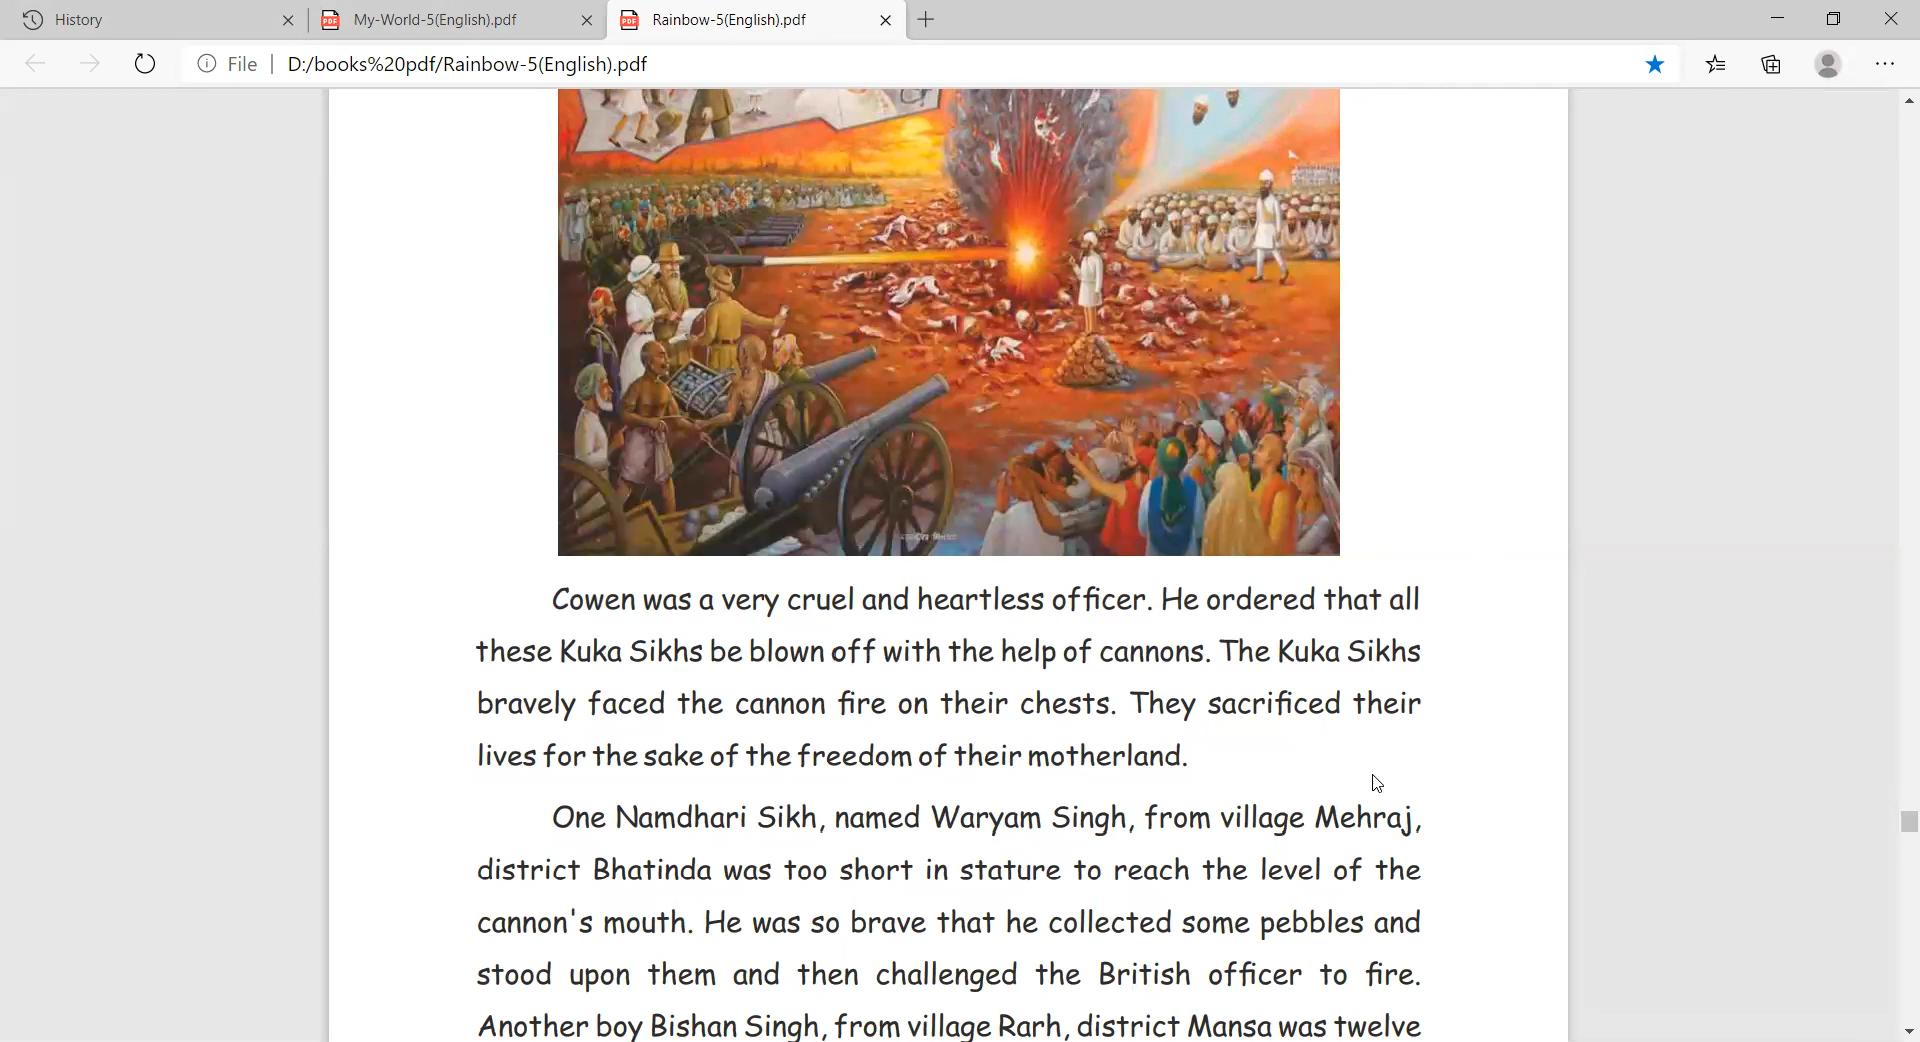 History
My-World-5(English).pdf
Rainbow-5(English).pdf
File
D:/books%20pdf/Rainbow-5(English).pdf
Cowen was a very cruel and heartless officer. He ordered that all
these Kuka Sikhs be blown off with the help of cannons. The Kuka Sikhs
bravely faced the cannon fire on their chests. They sacrificed their
lives for the sake of the freedom of their motherland.
One Namdhari Sikh, named Waryam Singh, from village Mehraj,
district Bhatinda was too short in stature to reach the level of the
cannon's mouth. He was so brave that he collected some pebbles and
stood upon them and then challenged the British officer to fire.
Another boy Bishan Singh, from village Rarh, district Mansa was twelve